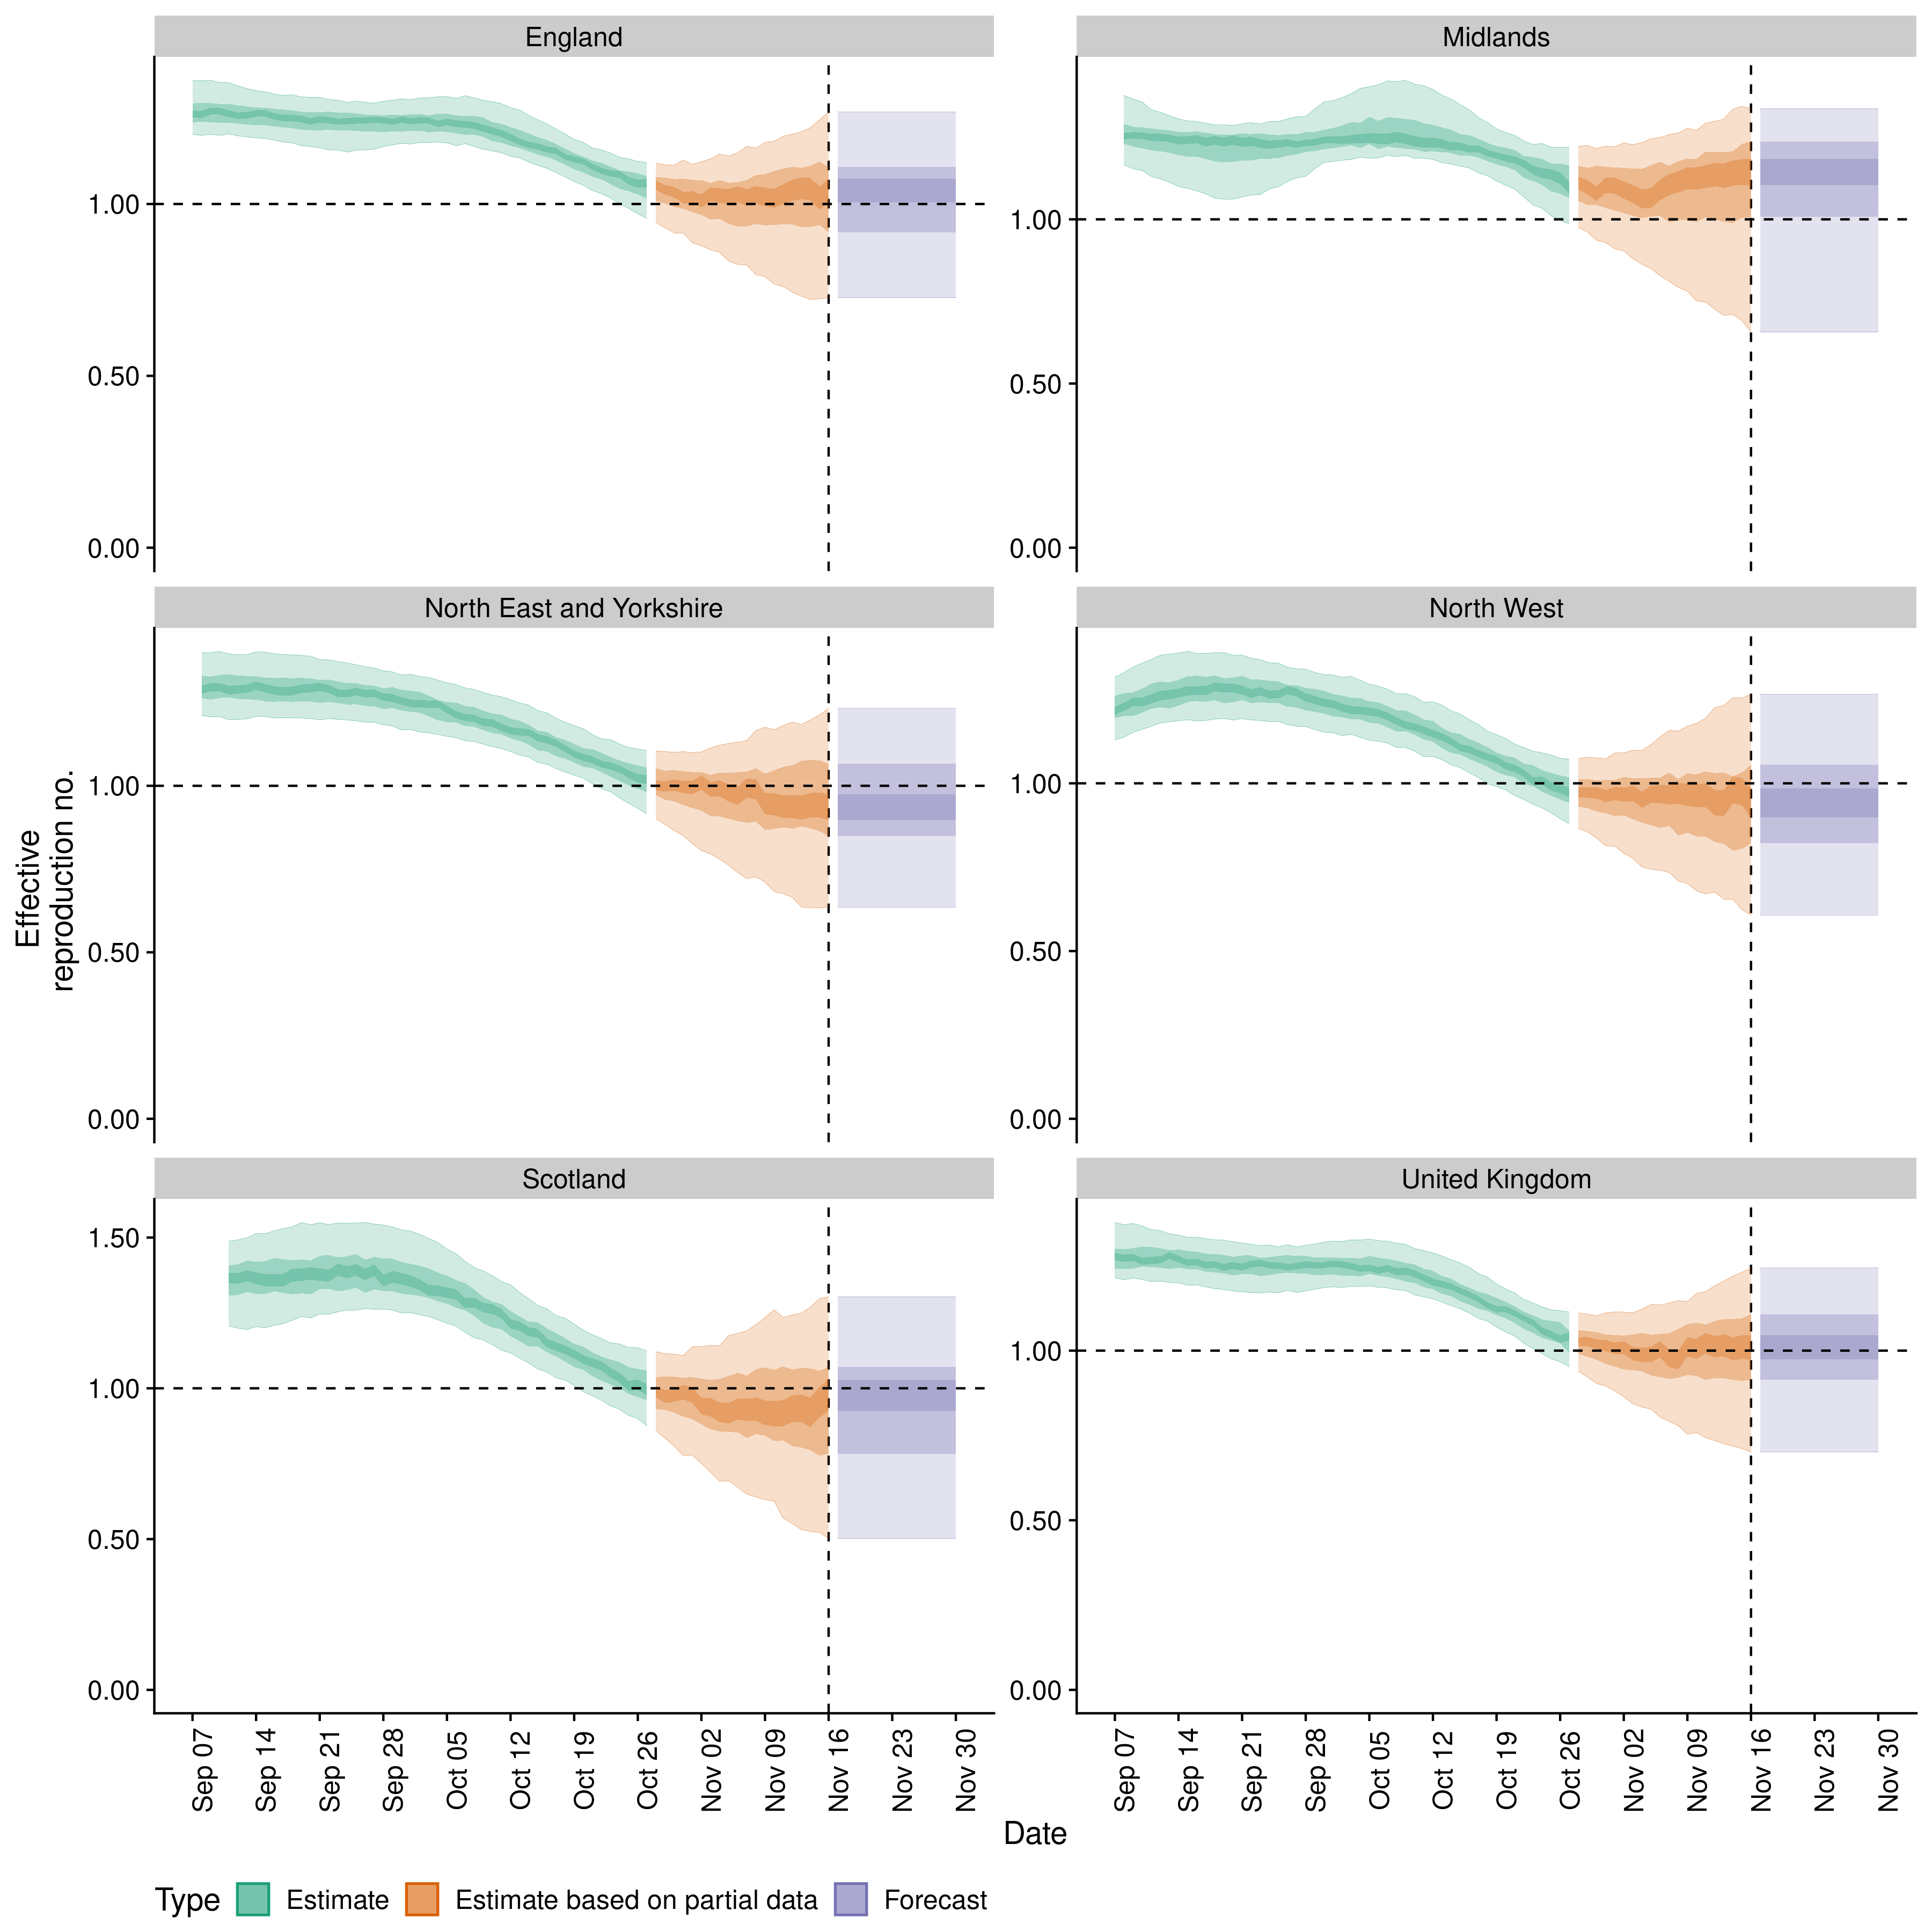 England
Midlands
1.00
0.50
0.00
1.00
0.50
0.00
North East and Yorkshire
North West
Effective
reproduction no.
1.00
0.50
0.00
1.00
0.50
0.00
Scotland
United Kingdom
1.50
1.00
0.50
0.00
1.00
0.50
0.00
Sep 07
Sep 14
Sep 21
Sep 28
Oct 05
Oct 12
Oct 19
Oct 26
Nov 02
Nov 09
Nov 16
Nov 23
Nov 30
Sep 07
Sep 14
Sep 21
Sep 28
Oct 05
Oct 12
Oct 19
Oct 26
Nov 02
Nov 09
Nov 16
Nov 23
Nov 30
Date
Type Estimate Estimate based on partial data Forecast